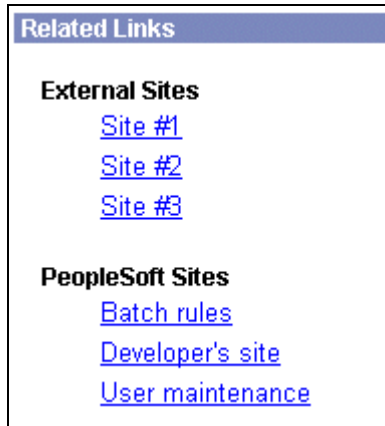 Related Links
External Sites
Site #1
Site #2
Site #3
PeopleSoft Sites
Batch rules
Developer's site
User maintenance